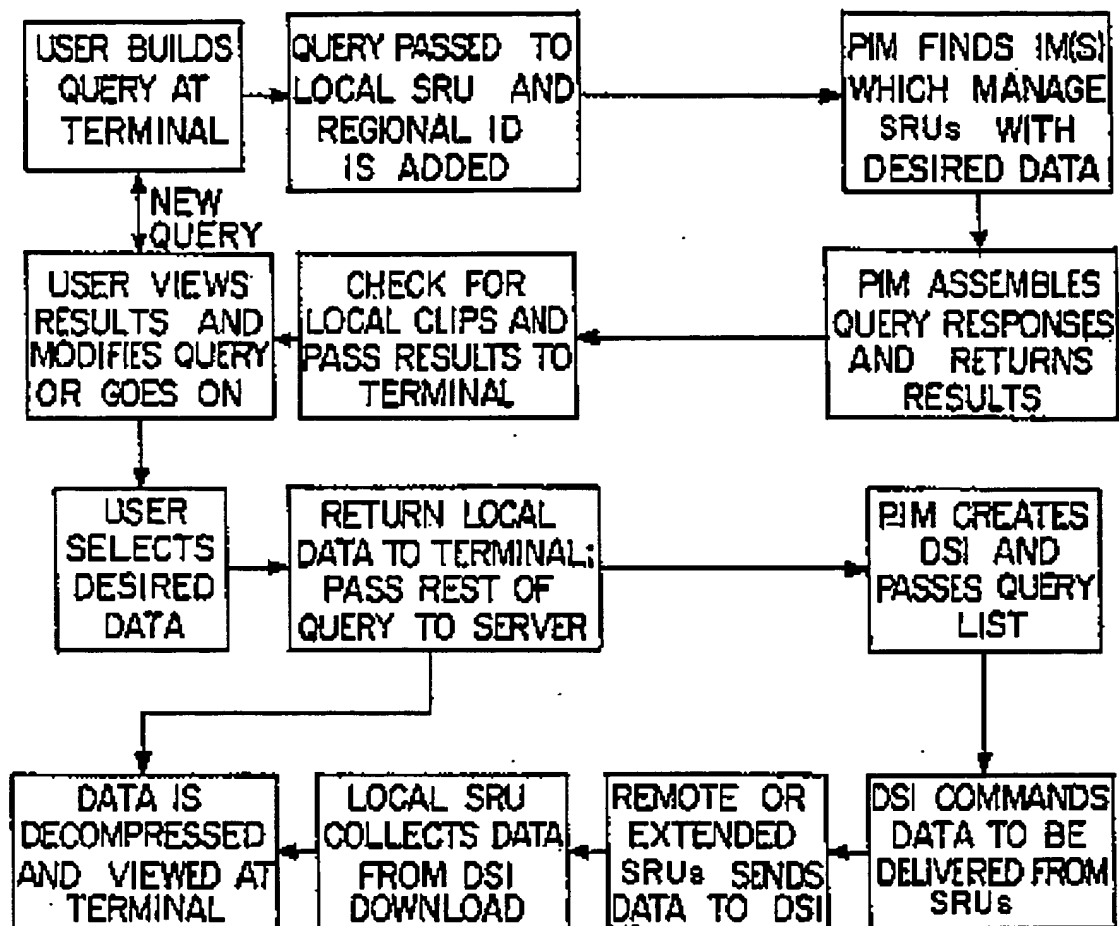 USER BUILDS
QUERY AT
TERMINAL
QUERY PASSED TO
LOCAL SRU AND
REGIONAL ID
IS ADDED
PIM FINDS IM(S)
WHICH MANAGE
SRUs WITH
DESIRED DATA
NEW
QUERY
USER VIEWS
RESULTS AND
MODIFIES QUERY
OR GOES ON
CHECK FOR
LOCAL CLIPS AND
PASS RESULTS TO
TERMINAL
PIM ASSEMBLES
QUERY RESPONSES
AND RETURNS
RESULTS
USER
SELECTS
DESIRED
DATA
RETURN LOCAL
DATA TO TERMINAL;
PASS REST OF
QUERY TO SERVER
PIM CREATES
DSI AND
PASSES QUERY
LIST
DATA IS
DECOMPRESSED
AND VIEWED AT
TERMINAL
LOCAL SRU
COLLECTS DATA
FROM DSI
DOWNLOAD
REMOTE OR
EXTENDED
SRUs SENDS
DATA TO DSI
DSI COMMANDS
DATA TO BE
DELIVERED FROM
SRUs